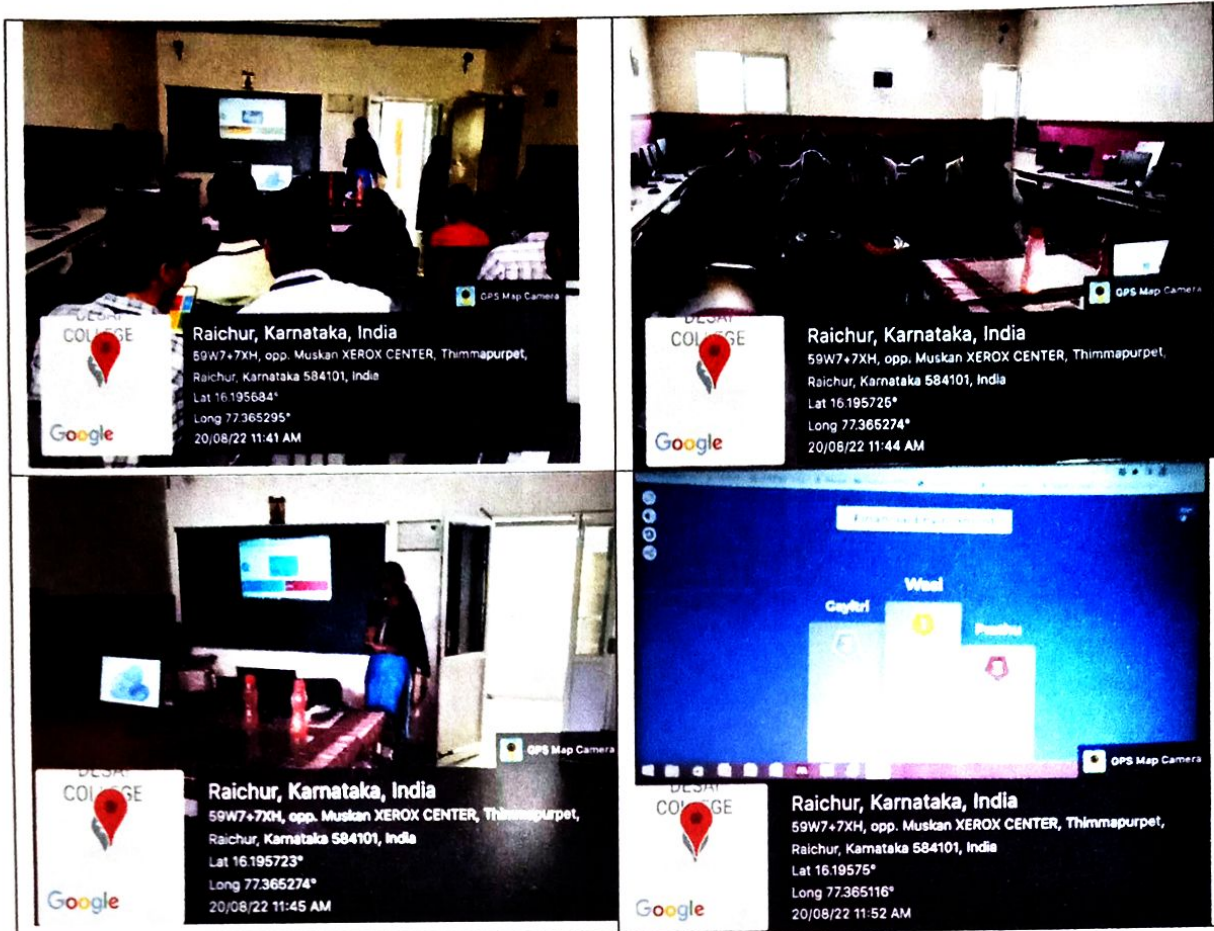 GPS Map Camera
DESAI
COLLEGE
Google
Raichur, Karnataka, India
59W7+7XH, opp. Muskan XEROX CENTER, Thimmapurpet,
Raichur, Karnataka 584101, India
Lat 16.195684°
Long 77.365295°
20/08/22 11:41 AM
GPS Map Camera
DESAI
COLLEGE
Google
Raichur, Karnataka, India
59W7+7XH, opp. Muskan XEROX CENTER, Thimmapurpet,
Raichur, Karnataka 584101, India
Lat 16.195725°
Long 77.365274°
20/08/22 11:44 AM
GPS Map Camera
DESAI
COLLEGE
Google
Raichur, Karnataka, India
59W7+7XH, opp. Muskan XEROX CENTER, Thimmapurpet,
Raichur, Karnataka 584101, India
Lat 16.195723°
Long 77.365274°
20/08/22 11:45 AM
Gayitri
GPS Map Camera
DESAI
COLLEGE
Google
Raichur, Karnataka, India
59W7+7XH, opp. Muskan XEROX CENTER, Thimmapurpet,
Raichur, Karnataka 584101, India
Lat 16.19575°
Long 77.365116°
20/08/22 11:52 AM